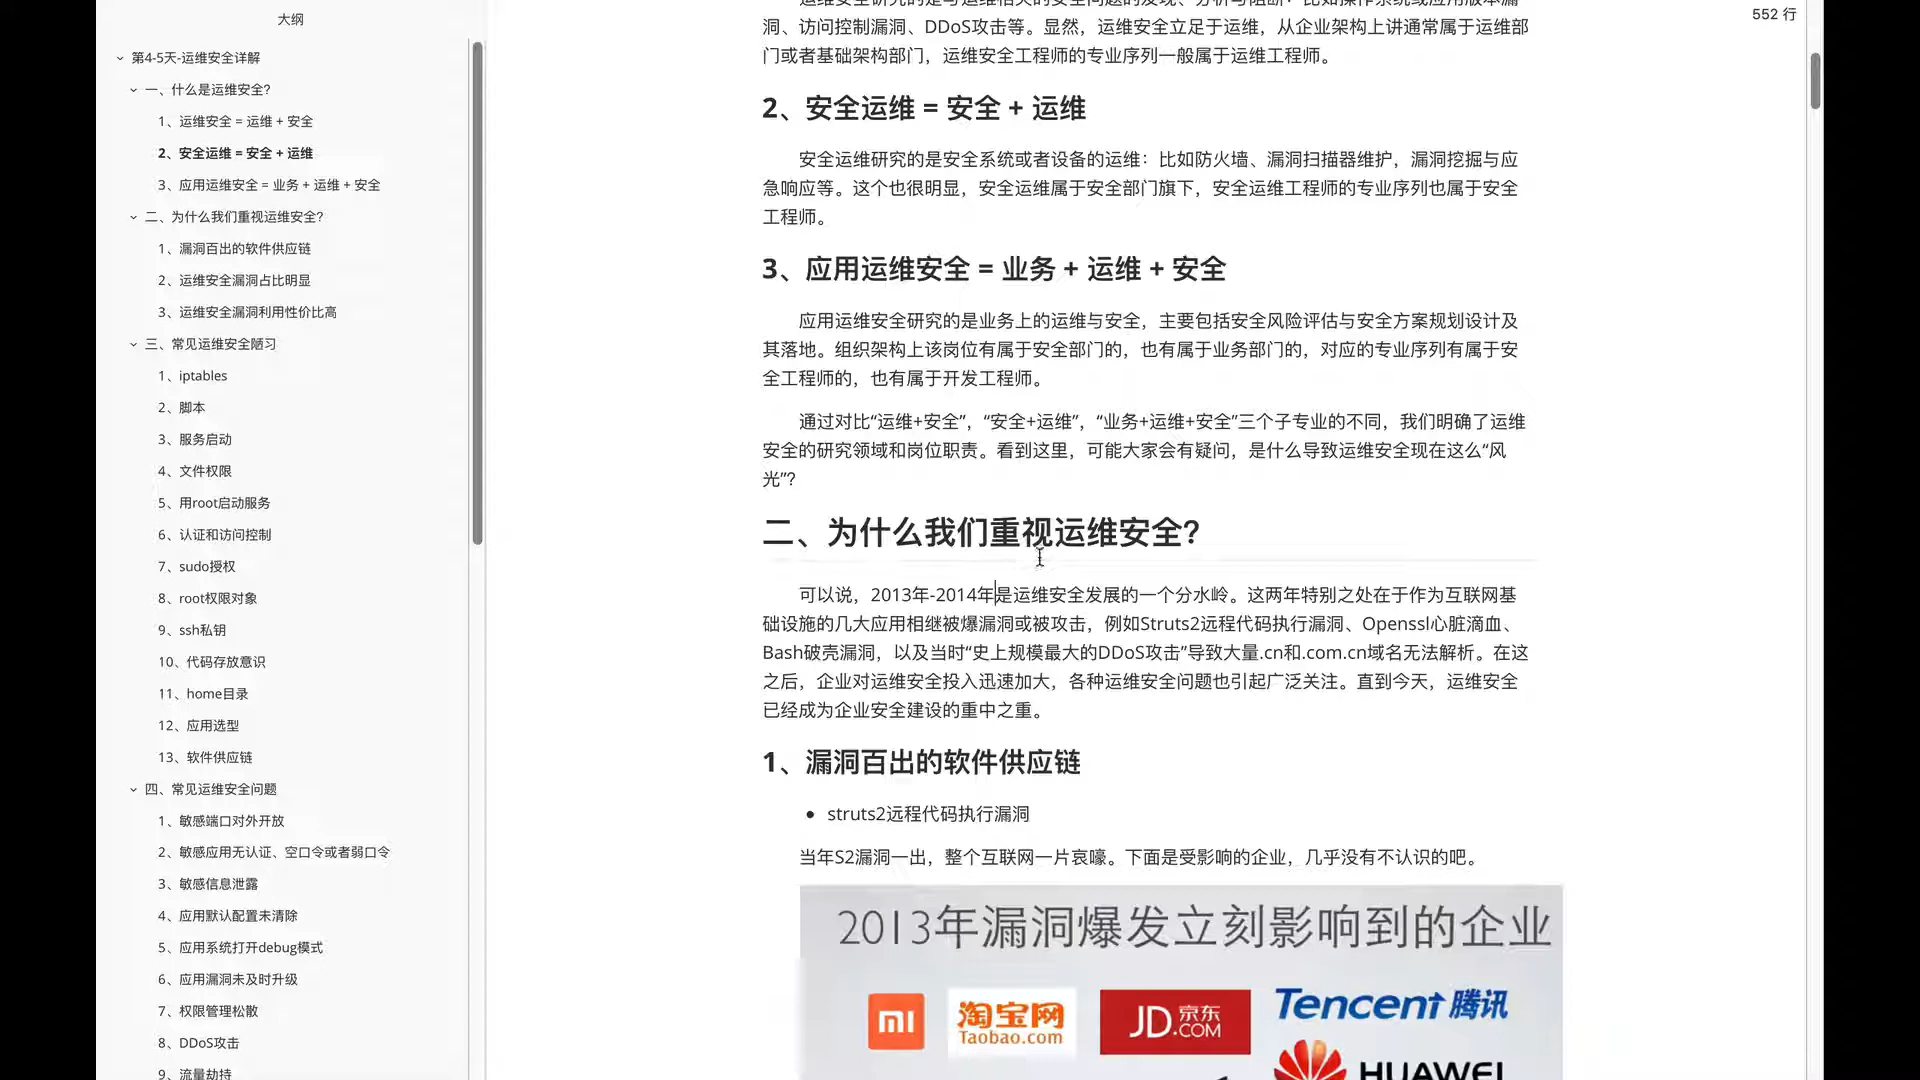 大纲
552 行
第4-5天-运维安全详解
一、什么是运维安全?
1、运维安全 = 运维 + 安全
2、安全运维 = 安全 + 运维
3、应用运维安全 = 业务 + 运维 + 安全
二、为什么我们重视运维安全?
1、漏洞百出的软件供应链
2、运维安全漏洞占比明显
3、运维安全漏洞利用性价比高
三、常见运维安全陋习
1、iptables
2、脚本
3、服务启动
4、文件权限
5、用root启动服务
6、认证和访问控制
7、sudo授权
8、root权限对象
9、ssh私钥
10、代码存放意识
11、home目录
12、应用选型
13、软件供应链
四、常见运维安全问题
1、敏感端口对外开放
2、敏感应用无认证、空口令或者弱口令
3、敏感信息泄露
4、应用默认配置未清除
5、应用系统打开debug模式
6、应用漏洞未及时升级
7、权限管理松散
8、DDoS攻击
9、流量劫持
运维安全研究的是与运维相关的安全问题的发现、分析与阻断：比如操作系统或应用版本漏
洞、访问控制漏洞、DDoS攻击等。显然，运维安全立足于运维，从企业架构上讲通常属于运维部
门或者基础架构部门，运维安全工程师的专业序列一般属于运维工程师。
2、安全运维 = 安全 + 运维
安全运维研究的是安全系统或者设备的运维：比如防火墙、漏洞扫描器维护，漏洞挖掘与应
急响应等。这个也很明显，安全运维属于安全部门旗下，安全运维工程师的专业序列也属于安全
工程师。
3、应用运维安全 = 业务 + 运维 + 安全
应用运维安全研究的是业务上的运维与安全，主要包括安全风险评估与安全方案规划设计及
其落地。组织架构上该岗位有属于安全部门的，也有属于业务部门的，对应的专业序列有属于安
全工程师的，也有属于开发工程师。
通过对比“运维+安全”，“安全+运维”，“业务+运维+安全”三个子专业的不同，我们明确了运维
安全的研究领域和岗位职责。看到这里，可能大家会有疑问，是什么导致运维安全现在这么“风
光”?
二、为什么我们重视运维安全?
可以说，2013年-2014年是运维安全发展的一个分水岭。这两年特别之处在于作为互联网基
础设施的几大应用相继被爆漏洞或被攻击，例如Struts2远程代码执行漏洞、Openssl心脏滴血、
Bash破壳漏洞，以及当时“史上规模最大的DDoS攻击”导致大量.cn和.com.cn域名无法解析。在这
之后，企业对运维安全投入迅速加大，各种运维安全问题也引起广泛关注。直到今天，运维安全
已经成为企业安全建设的重中之重。
1、漏洞百出的软件供应链
• struts2远程代码执行漏洞
当年S2漏洞一出，整个互联网一片哀嚎。下面是受影响的企业，几乎没有不认识的吧。
2013年漏洞爆发立刻影响到的企业
mi
淘宝网
Taobao.com
JD.京东
.COM
Tencent 腾讯
HUAWEI